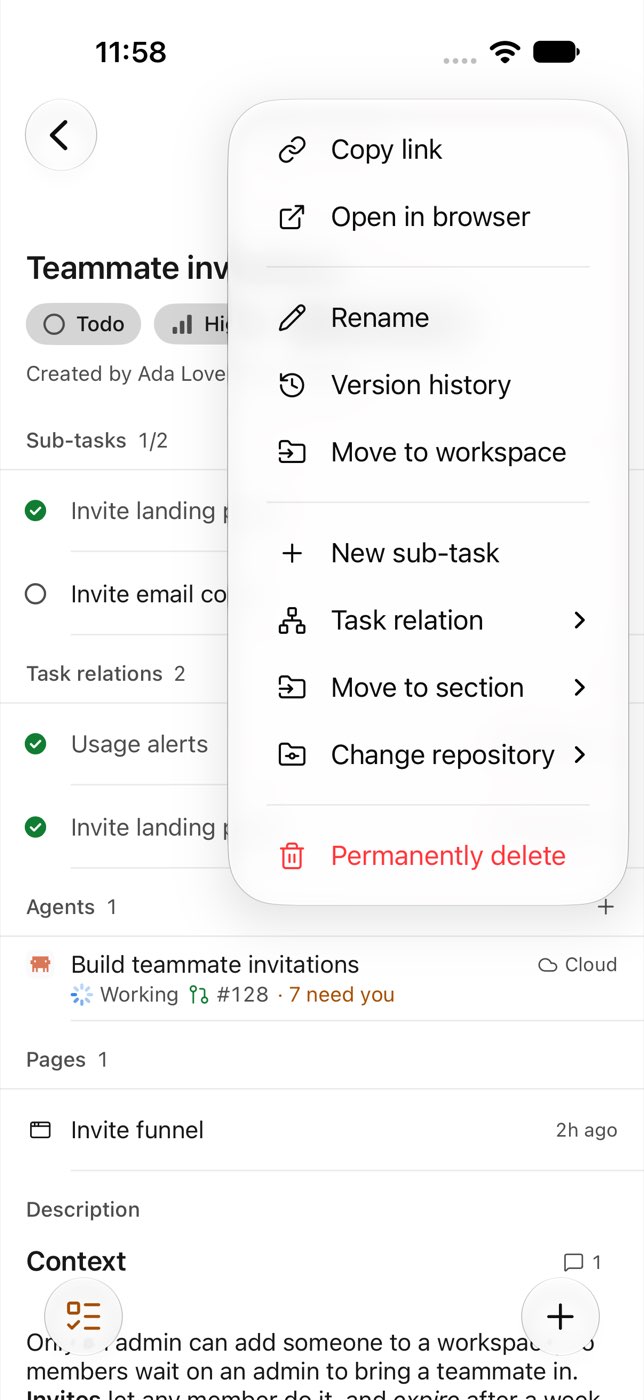 11:58
Copy link
Open in browser
Teammate inv
Todo
Rename
Created by Ada Love
Version history
Sub-tasks 1/2
Move to workspace
Invite landing
New sub-task
Invite email co
Task relation
Task relations 2
Move to section
Usage alerts
Change repository
Invite landing
Permanently delete
Agents 1
Build teammate invitations
Cloud
Working #128 · 7 need you
Pages 1
Invite funnel
2h ago
Description
Context
1
admin can add someone to a
members wait on an admin to bring a teammate in.
Invites let any member do it, and expire after a week